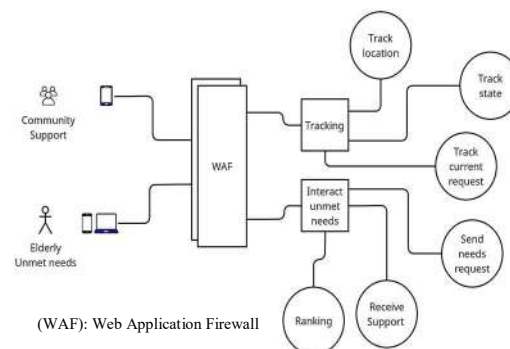 Community
Support
Elderly
Unmet needs
WAF
Tracking
Interact
unmet
needs
Track
location
Track
state
Track
current
request
Send
needs
request
Receive
Support
Ranking
(WAF): Web Application Firewall